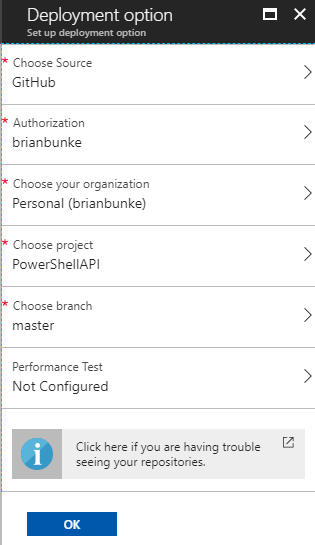 Deployment option
Set up deployment option
* Choose Source
GitHub
* Authorization
brianbunke
* Choose your organization
Personal (brianbunke)
* Choose project
PowerShellAPI
* Choose branch
master
Performance Test
Not Configured
Click here if you are having trouble
seeing your repositories.
OK